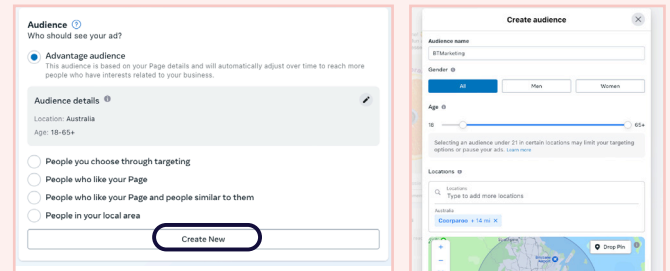 Audience
Who should see your ad?
Advantage audience
This audience is based on your Page details and will automatically adjust over time to reach more
people who have interests related to your business.
Audience details
Location: Australia
Age: 18-65+
People you choose through targeting
People who like your Page
People who like your Page and people similar to them
People in your local area
Create New
Create audience
Audience name
BTMarketing
Gender
All
Men
Women
Age
18
65+
Selecting an audience under 21 in certain locations may limit your targeting
options or pause your ads. Learn more
Locations
Locations
Type to add more locations
Australia
Coorparoo + 14 mi
Drop Pin